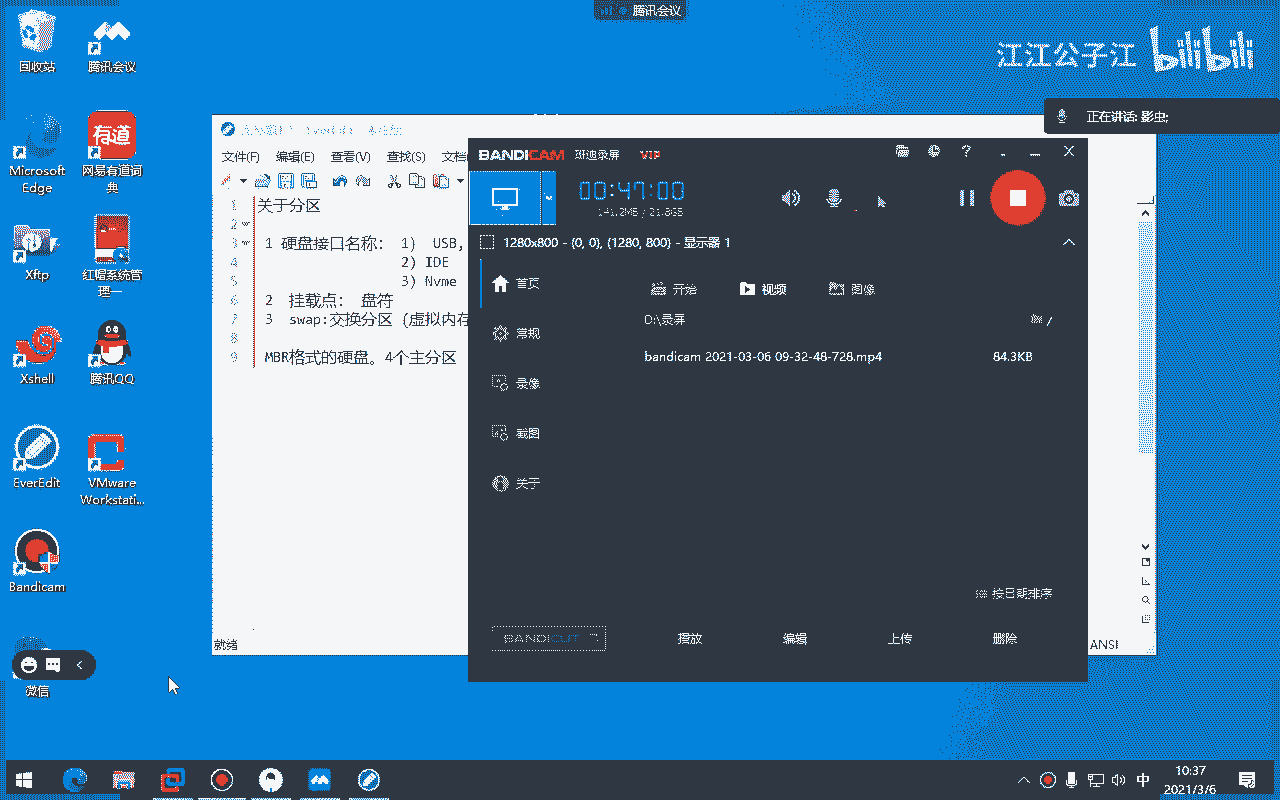 腾讯会议
江江公子江 bilibili
回收站
腾讯会议
Microsoft Edge
网易有道词典
有道
Xftp
红帽系统管理一
Xshell
腾讯QQ
EverEdit
VMware Workstati...
Bandicam
微信
正在讲话: 影虫;
文件(F) 编辑(E) 查看(V) 查找(S) 文档
1 关于分区
2
3 1 硬盘接口名称: 1) USB,
4 2) IDE
5 3) Nvme
6 2 挂载点: 盘符
7 3 swap:交换分区 (虚拟内存
8
9 MBR格式的硬盘。4个主分区
就绪
ANSI
BANDICAM 班迪录屏 VIP
00:47:00
141.2MB / 21.8GB
1280x800 - (0, 0), (1280, 800) - 显示器 1
首页
常规
录像
截图
关于
开始 视频 图像
D:\录屏
bandicam 2021-03-06 09-32-48-728.mp4 84.3KB
按日期排序
BANDICUT
播放 编辑 上传 删除
中
10:37
2021/3/6